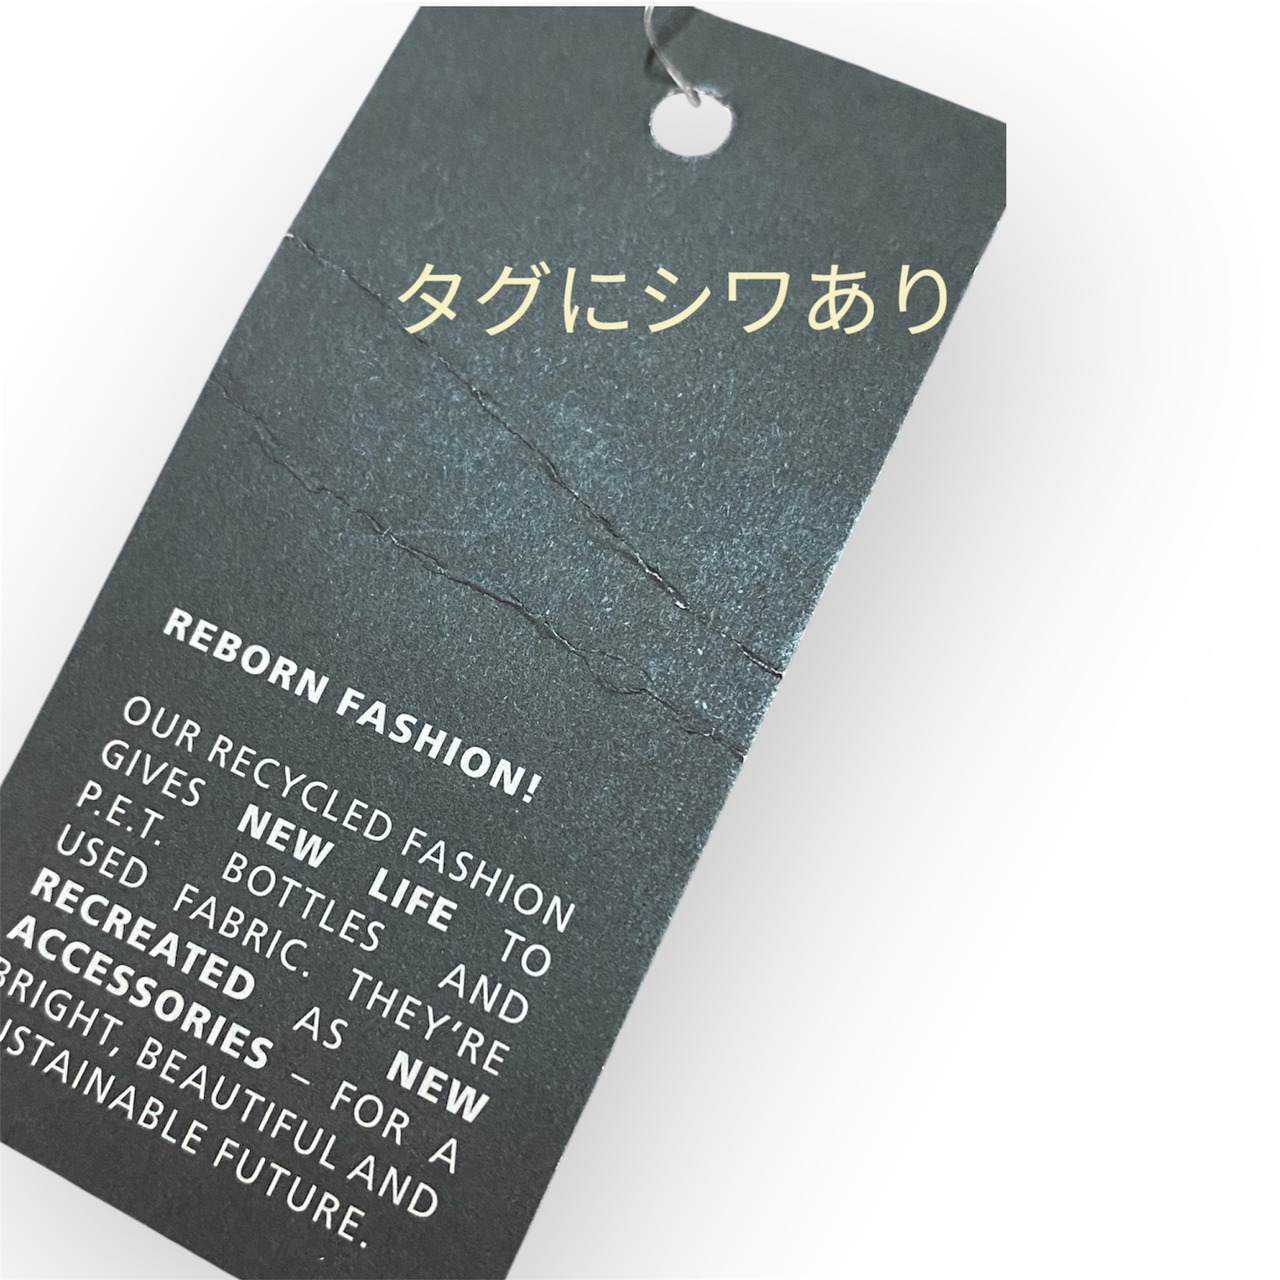 タグにシワあり
REBORN FASHION!
OUR RECYCLED FASHION
GIVES NEW LIFE TO
P.E.T. BOTTLES AND
USED FABRIC. THEY'RE
RECREATED AS NEW
ACCESSORIES – FOR A
BRIGHT, BEAUTIFUL AND
USTAINABLE FUTURE.